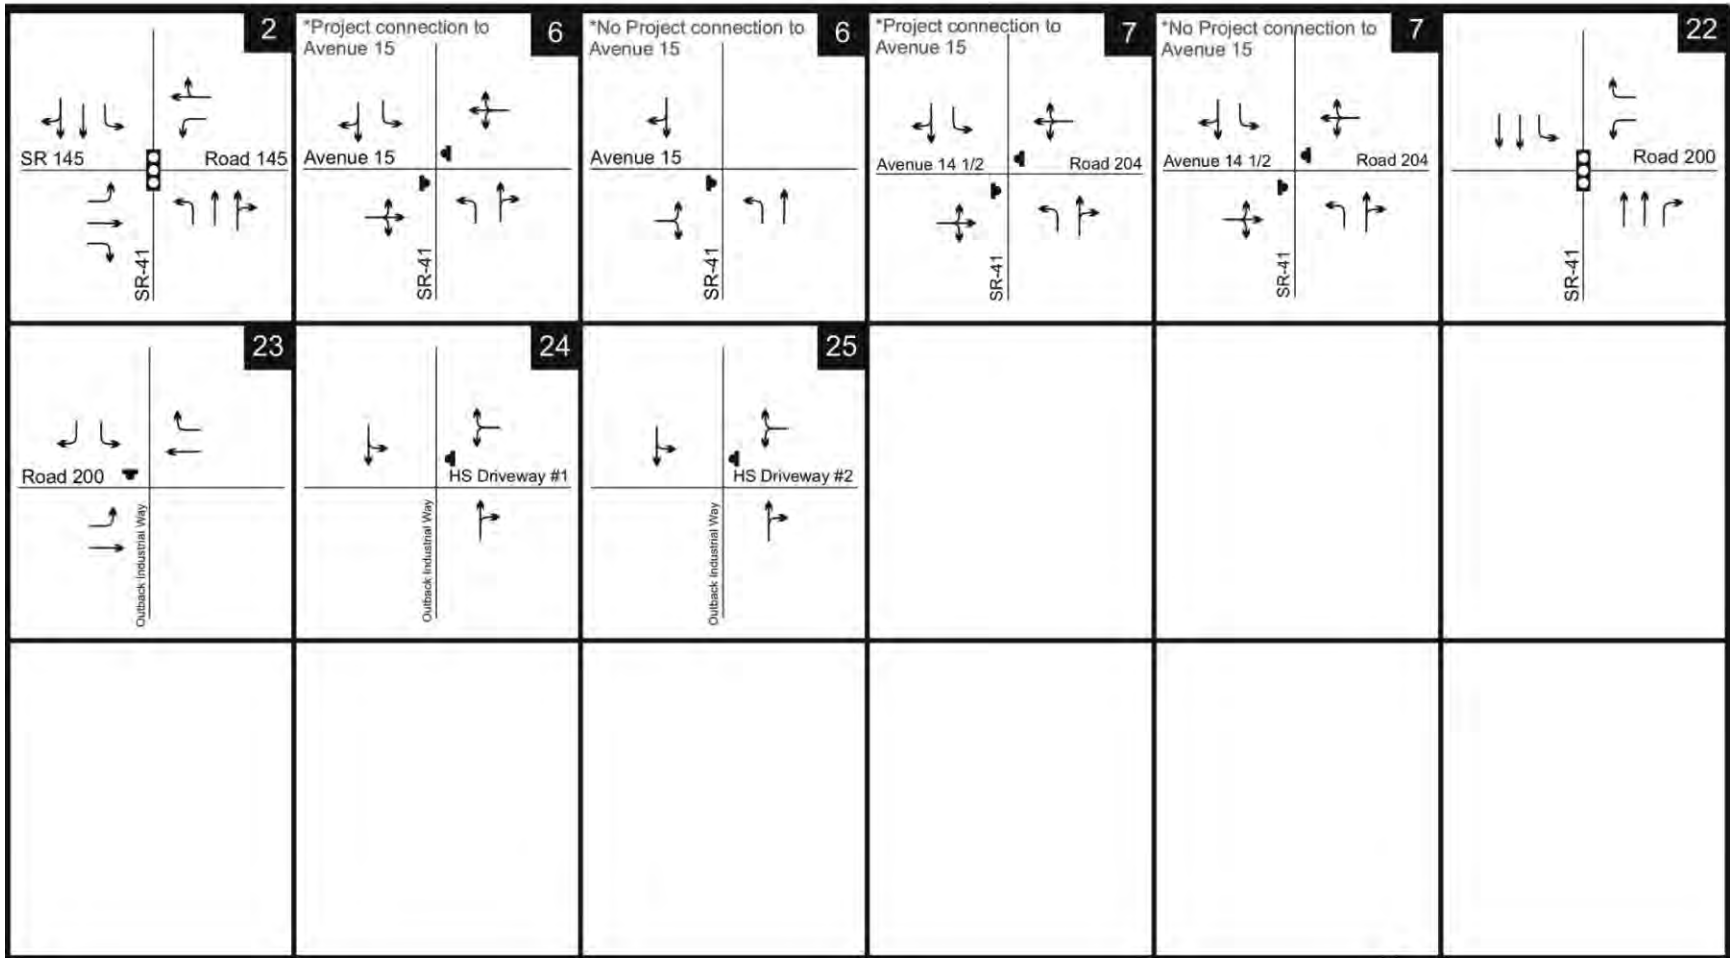 2
SR 145
Road 145
SR-41
*Project connection to
Avenue 15
6
Avenue 15
SR-41
*No Project connection to
Avenue 15
6
Avenue 15
SR-41
*Project connection to
Avenue 15
7
Avenue 14 1/2
Road 204
SR-41
*No Project connection to
Avenue 15
7
Avenue 14 1/2
Road 204
SR-41
22
Road 200
SR-41
23
Road 200
Outback Industrial Way
24
HS Driveway #1
Outback Industrial Way
25
HS Driveway #2
Outback Industrial Way